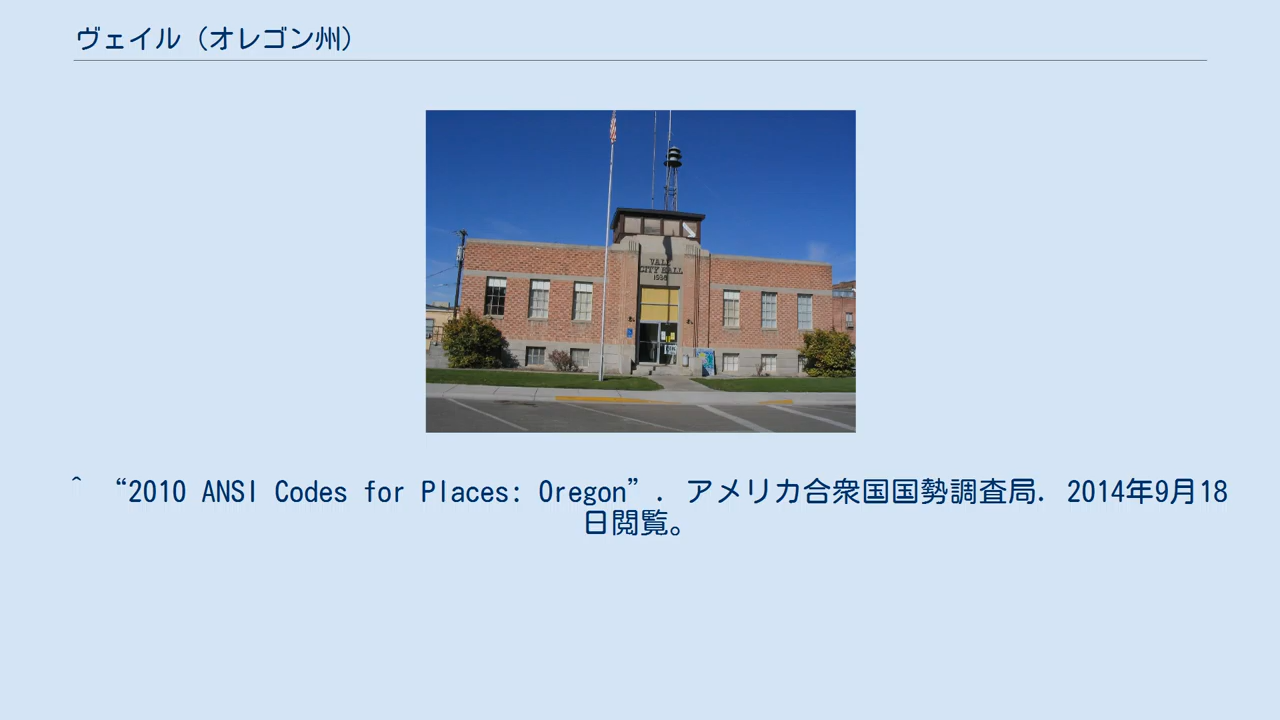 ヴェイル（オレゴン州）
VALE
CITY HALL
^ “2010 ANSI Codes for Places: Oregon”. アメリカ合衆国国勢調査局. 2014年9月18
日閲覧。